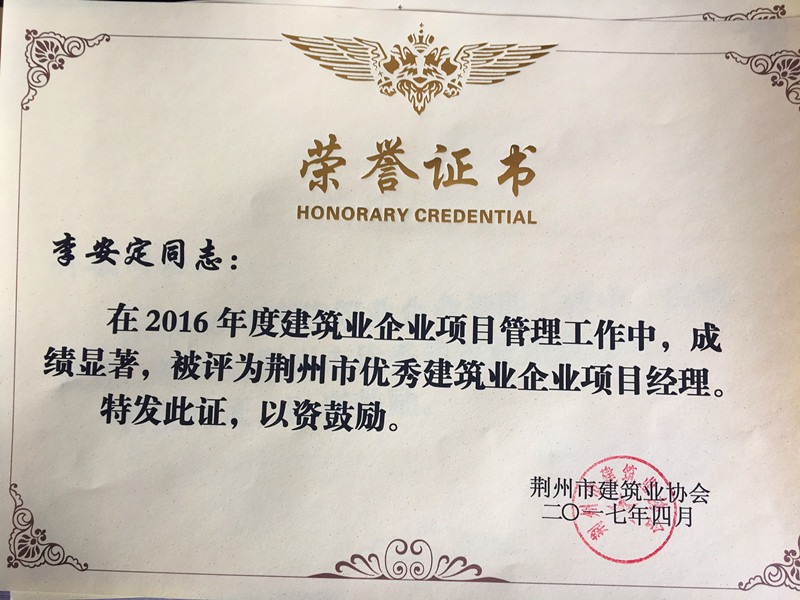 荣誉证书
HONORARY CREDENTIAL
李安定同志：
在2016年度建筑业企业项目管理工作中，成
绩显著，被评为荆州市优秀建筑业企业项目经理。
特发此证，以资鼓励。
荆州市建筑业协会
二〇一七年四月